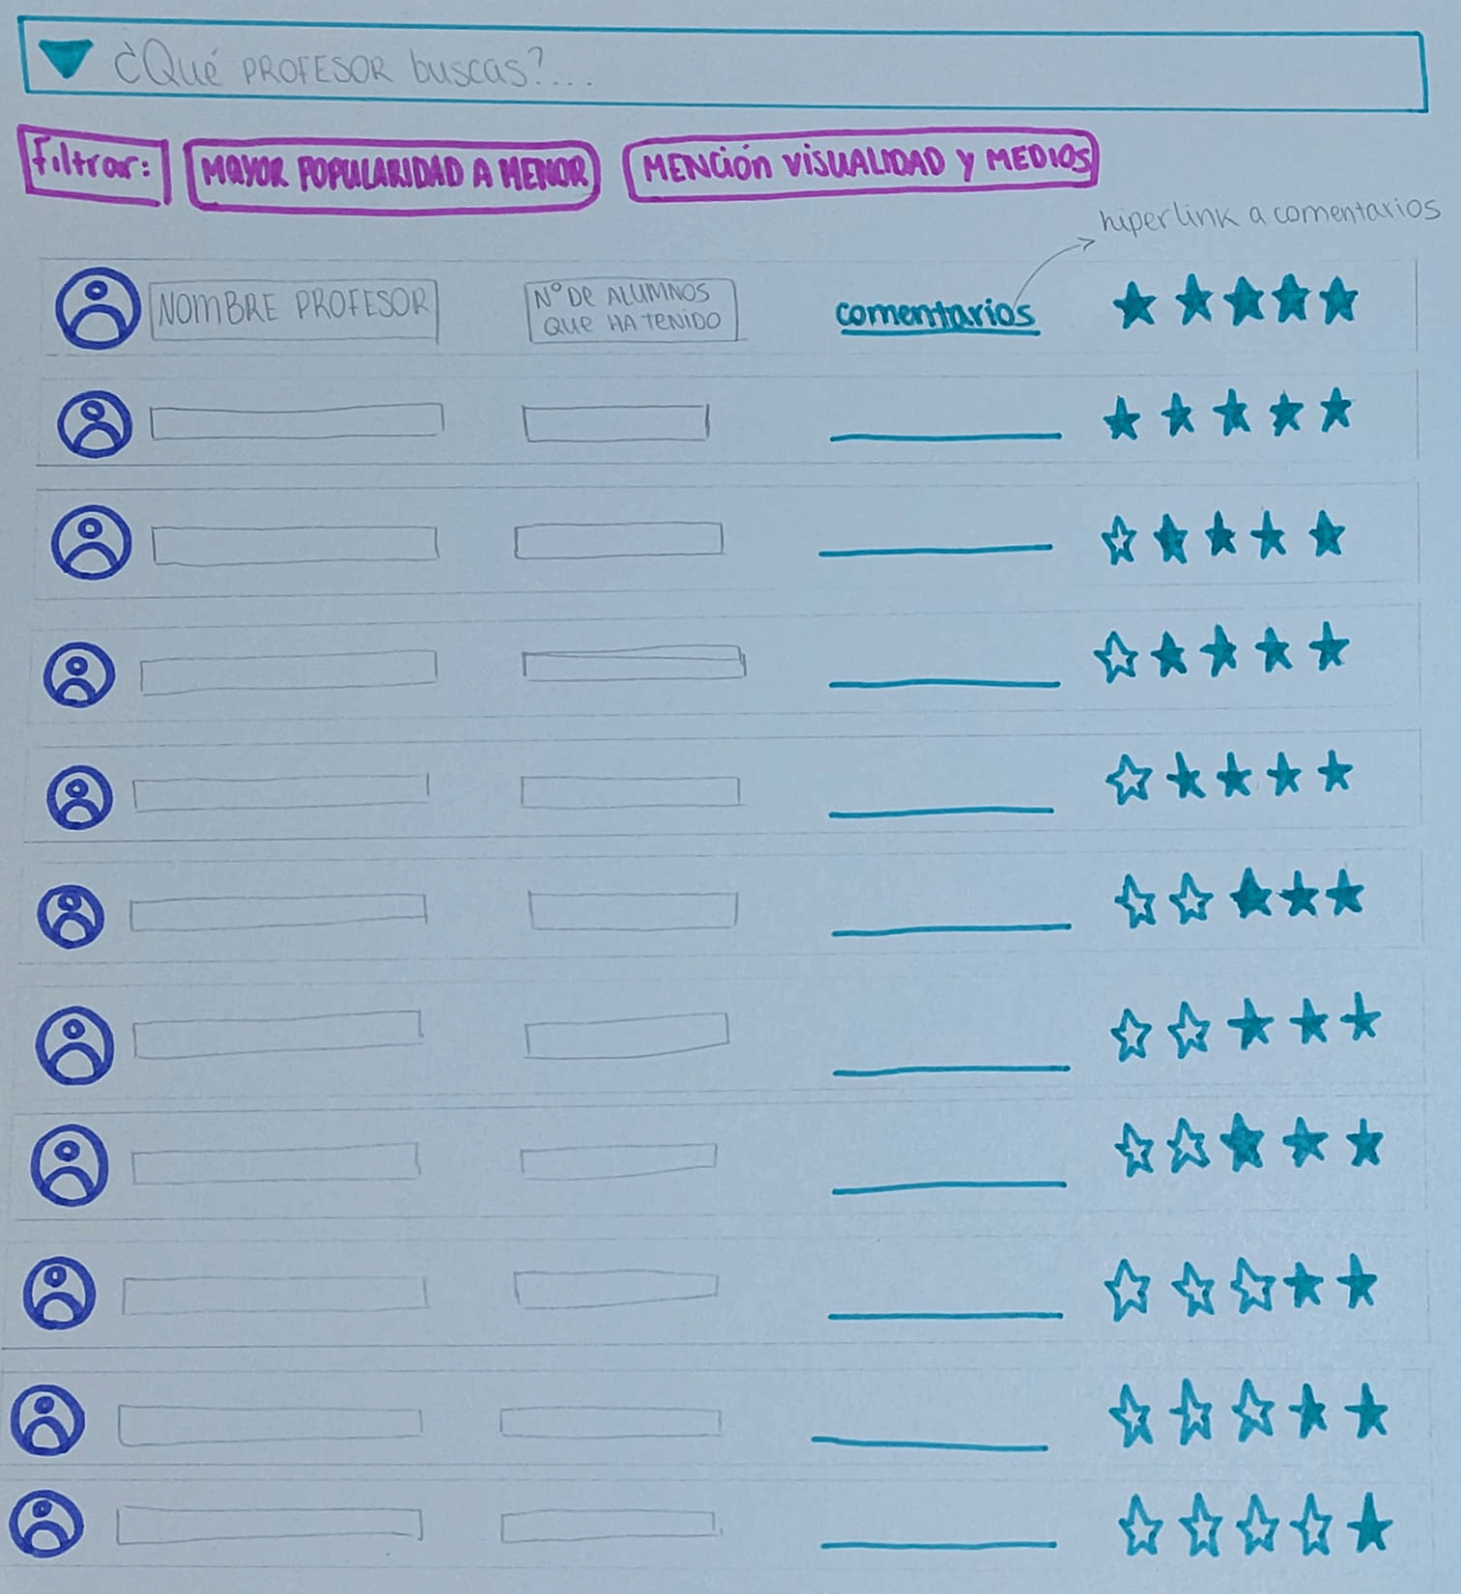 ¿Qué PROFESOR buscas?...
Filtrar:
MAYOR POPULARIDAD A MENOR
MENCIÓN VISUALIDAD Y MEDIOS
hiperlink a comentarios
NOMBRE PROFESOR
N° DE ALUMNOS
QUE HA TENIDO
comentarios